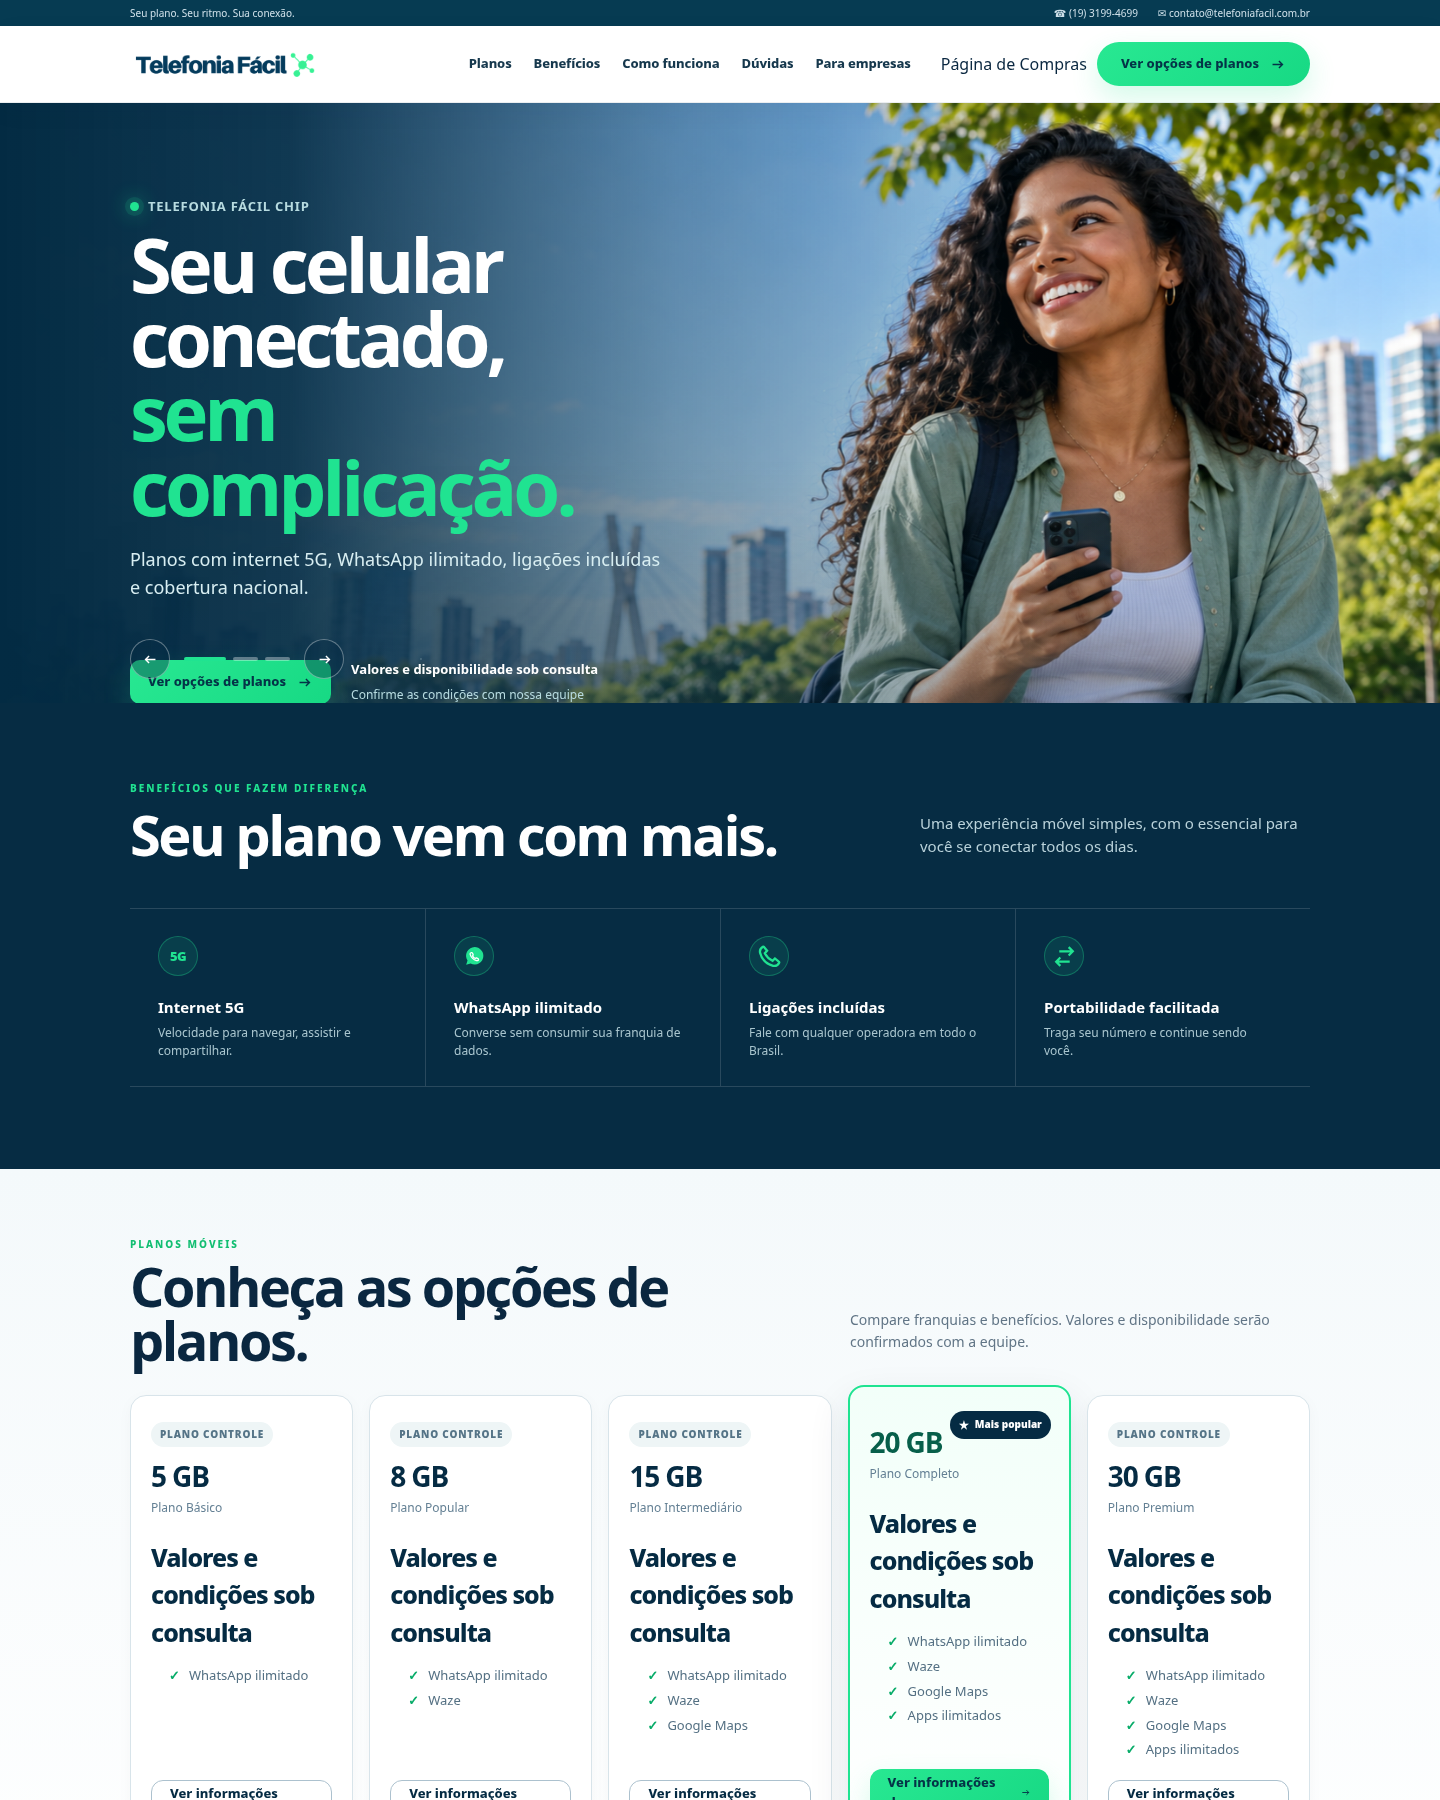 Seu plano. Seu ritmo. Sua conexão.
☎ (19) 3199-4699
✉ contato@telefoniafacil.com.br
Telefonia Fácil
Planos
Benefícios
Como funciona
Dúvidas
Para empresas
Página de Compras
Ver opções de planos →
TELEFONIA FÁCIL CHIP
Seu celular
conectado,
sem
complicação.
Planos com internet 5G, WhatsApp ilimitado, ligações incluídas
e cobertura nacional.
← →
Ver opções de planos →
Valores e disponibilidade sob consulta
Confirme as condições com nossa equipe
BENEFÍCIOS QUE FAZEM DIFERENÇA
Seu plano vem com mais.
Uma experiência móvel simples, com o essencial para
você se conectar todos os dias.
5G
Internet 5G
Velocidade para navegar, assistir e
compartilhar.
WhatsApp ilimitado
Converse sem consumir sua franquia de
dados.
Ligações incluídas
Fale com qualquer operadora em todo o
Brasil.
Portabilidade facilitada
Traga seu número e continue sendo
você.
PLANOS MÓVEIS
Conheça as opções de
planos.
Compare franquias e benefícios. Valores e disponibilidade serão
confirmados com a equipe.
PLANO CONTROLE
5 GB
Plano Básico
Valores e
condições sob
consulta
✓ WhatsApp ilimitado
Ver informações
PLANO CONTROLE
8 GB
Plano Popular
Valores e
condições sob
consulta
✓ WhatsApp ilimitado
✓ Waze
Ver informações
PLANO CONTROLE
15 GB
Plano Intermediário
Valores e
condições sob
consulta
✓ WhatsApp ilimitado
✓ Waze
✓ Google Maps
Ver informações
★ Mais popular
20 GB
Plano Completo
Valores e
condições sob
consulta
✓ WhatsApp ilimitado
✓ Waze
✓ Google Maps
✓ Apps ilimitados
Ver informações →
PLANO CONTROLE
30 GB
Plano Premium
Valores e
condições sob
consulta
✓ WhatsApp ilimitado
✓ Waze
✓ Google Maps
✓ Apps ilimitados
Ver informações